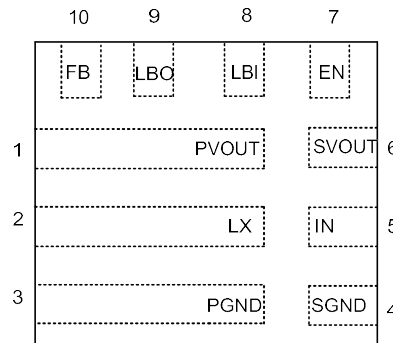 10 9 8 7
FB LBO LBI EN
1 PVOUT SVOUT 6
2 LX IN 5
3 PGND SGND 4